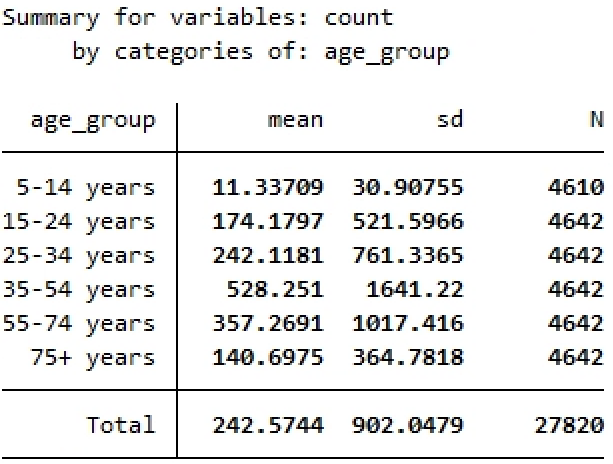 Summary for variables: count
by categories of: age_group
age_group mean sd N
5-14 years 11.33709 30.90755 4610
15-24 years 174.1797 521.5966 4642
25-34 years 242.1181 761.3365 4642
35-54 years 528.251 1641.22 4642
55-74 years 357.2691 1017.416 4642
75+ years 140.6975 364.7818 4642
Total 242.5744 902.0479 27820